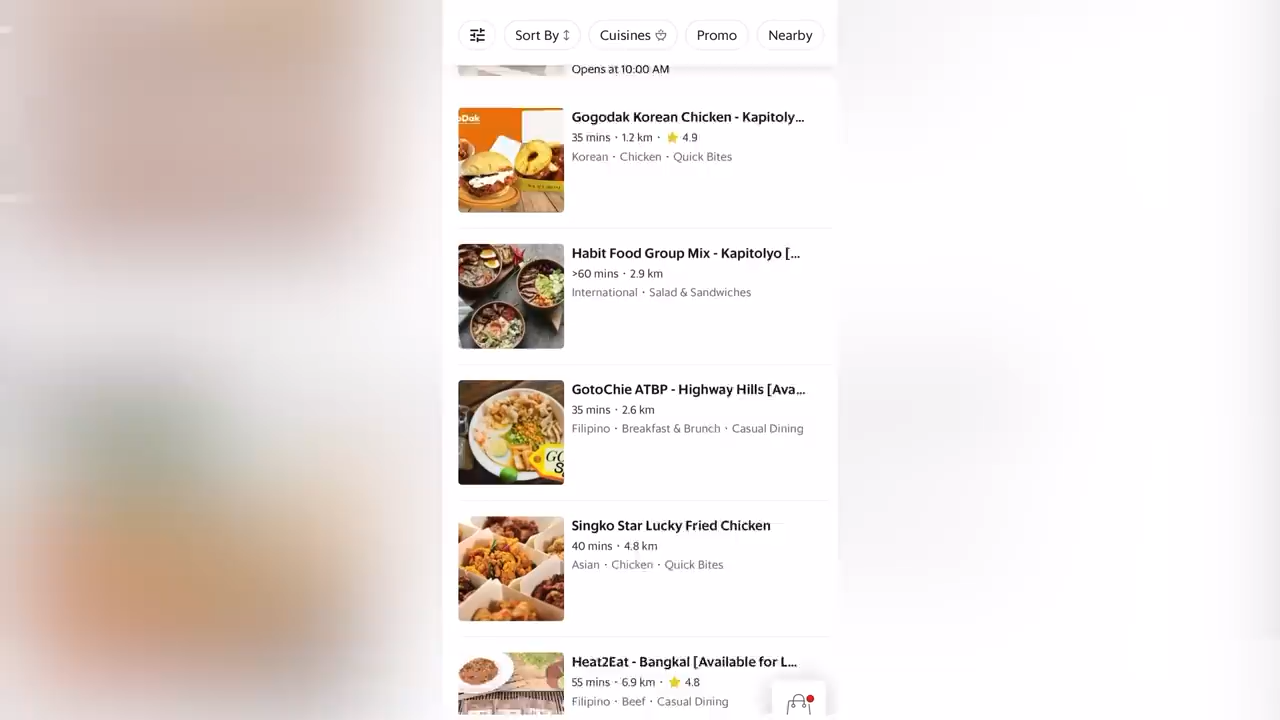 Sort By
Cuisines
Promo
Nearby
Opens at 10:00 AM
Gogodak Korean Chicken - Kapitoly...
35 mins · 1.2 km · 4.9
Korean · Chicken · Quick Bites
Habit Food Group Mix - Kapitolyo [...
>60 mins · 2.9 km
International · Salad & Sandwiches
GotoChie ATBP - Highway Hills [Ava...
35 mins · 2.6 km
Filipino · Breakfast & Brunch · Casual Dining
Singko Star Lucky Fried Chicken
40 mins · 4.8 km
Asian · Chicken · Quick Bites
Heat2Eat - Bangkal [Available for L...
55 mins · 6.9 km · 4.8
Filipino · Beef · Casual Dining